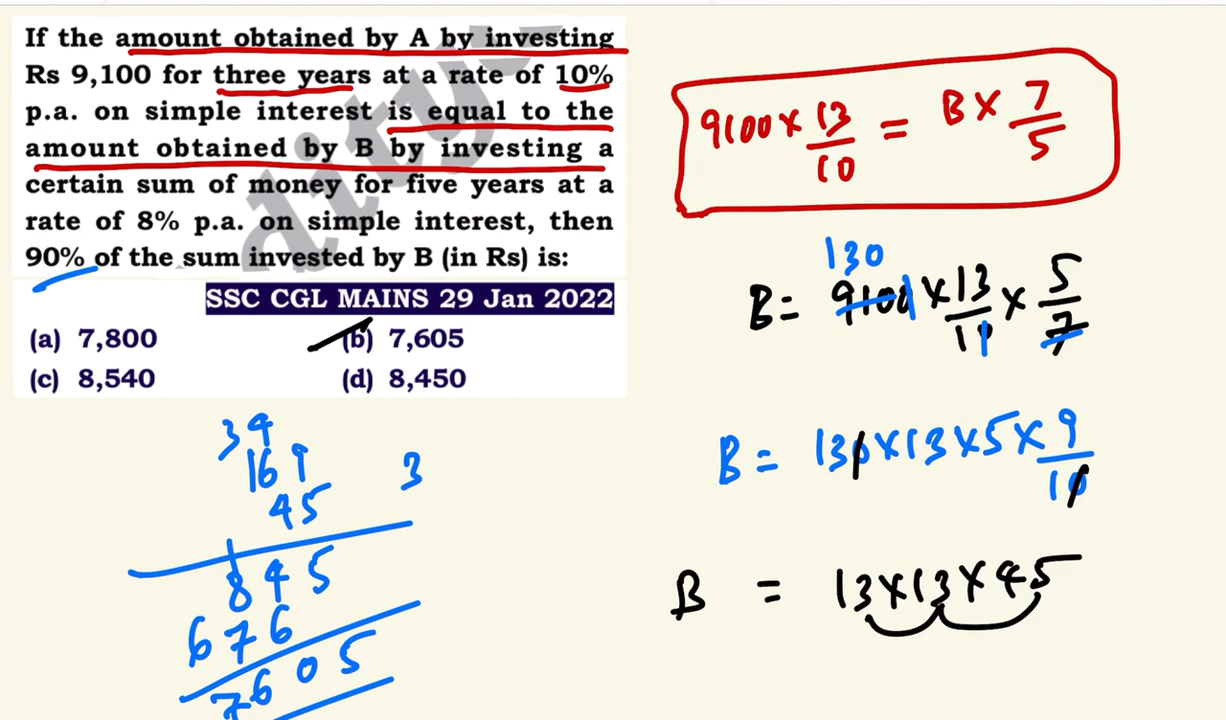 If the amount obtained by A by investing
Rs 9,100 for three years at a rate of 10%
p.a. on simple interest is equal to the
amount obtained by B by investing a
certain sum of money for five years at a
rate of 8% p.a. on simple interest, then
90% of the sum invested by B (in Rs) is:
SSC CGL MAINS 29 Jan 2022
(a) 7,800 (b) 7,605
(c) 8,540 (d) 8,450
9100 × 13/10 = B × 7/5
130
B = 9100 × 13/10 × 5/7
B = 130 × 13 × 5 × 9/10
B = 13 × 13 × 45
34
169 3
45
1
845
676
7605